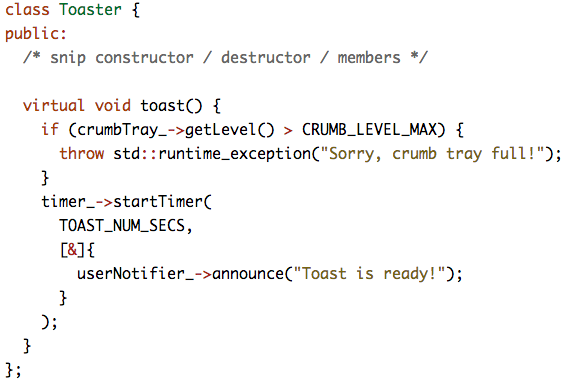 class Toaster {
public:
  /* snip constructor / destructor / members */

  virtual void toast() {
    if (crumbTray_->getLevel() > CRUMB_LEVEL_MAX) {
      throw std::runtime_exception("Sorry, crumb tray full!");
    }
    timer_->startTimer(
      TOAST_NUM_SECS,
      [&]{
        userNotifier_->announce("Toast is ready!");
      }
    );
  }
};